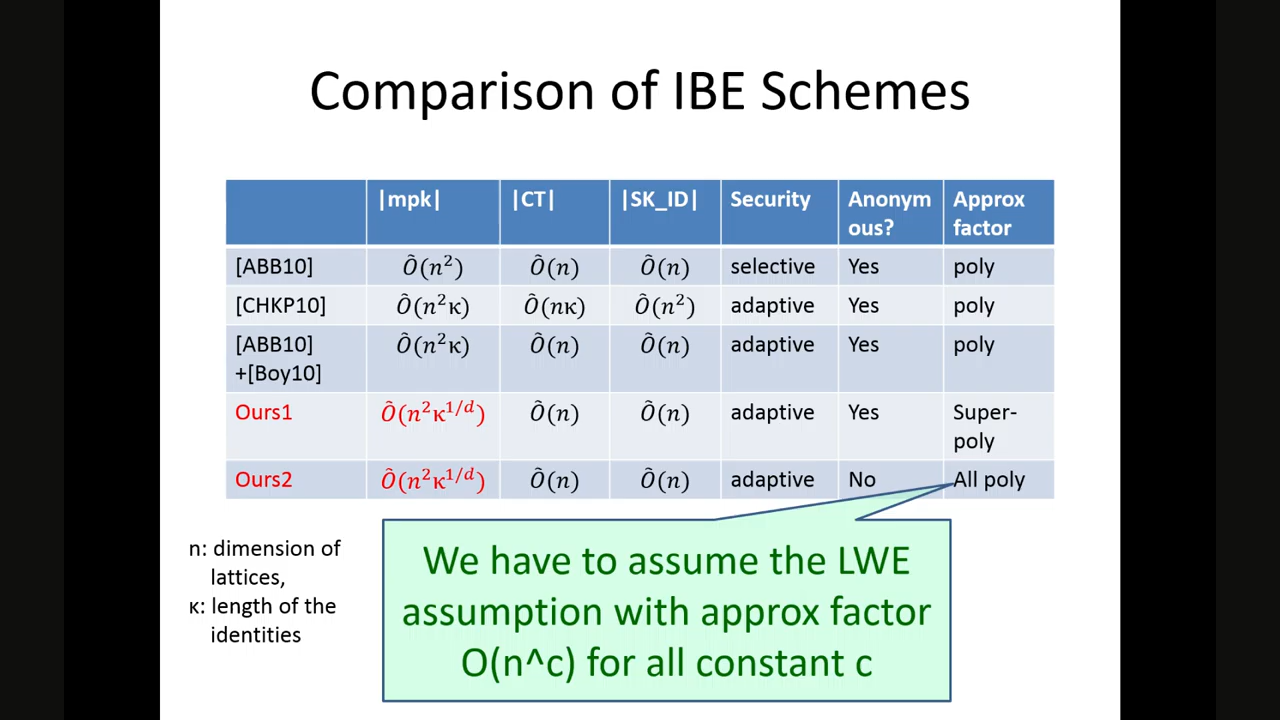 Comparison of IBE Schemes
|mpk| |CT| |SK_ID| Security Anonym Approx
ous? factor
[ABB10] Õ(n²) Õ(n) Õ(n) selective Yes poly
[CHKP10] Õ(n²κ) Õ(nκ) Õ(n²) adaptive Yes poly
[ABB10] Õ(n²κ) Õ(n) Õ(n) adaptive Yes poly
+[Boy10]
Ours1 Õ(n²κ^{1/d}) Õ(n) Õ(n) adaptive Yes Super-
poly
Ours2 Õ(n²κ^{1/d}) Õ(n) Õ(n) adaptive No All poly
n: dimension of
lattices,
κ: length of the
identities
We have to assume the LWE
assumption with approx factor
O(n^c) for all constant c